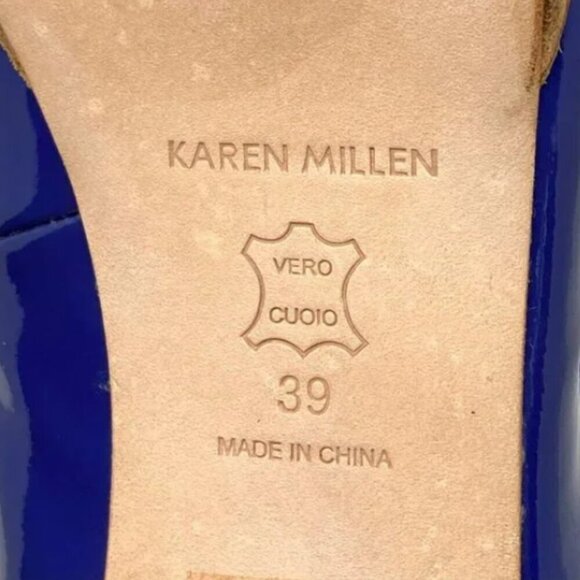 KAREN MILLEN
VERO
CUOIO
39
MADE IN CHINA